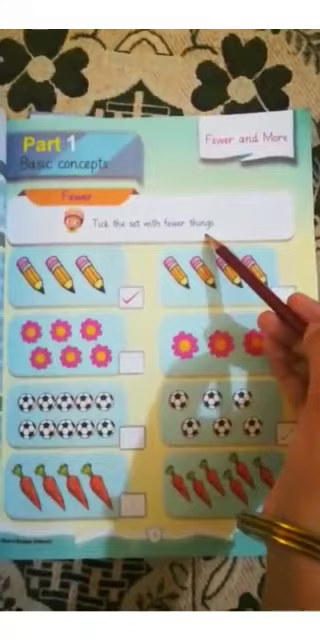 Part 1
Fewer and More
Basic concepts
Fewer
Tick the set with fewer things.